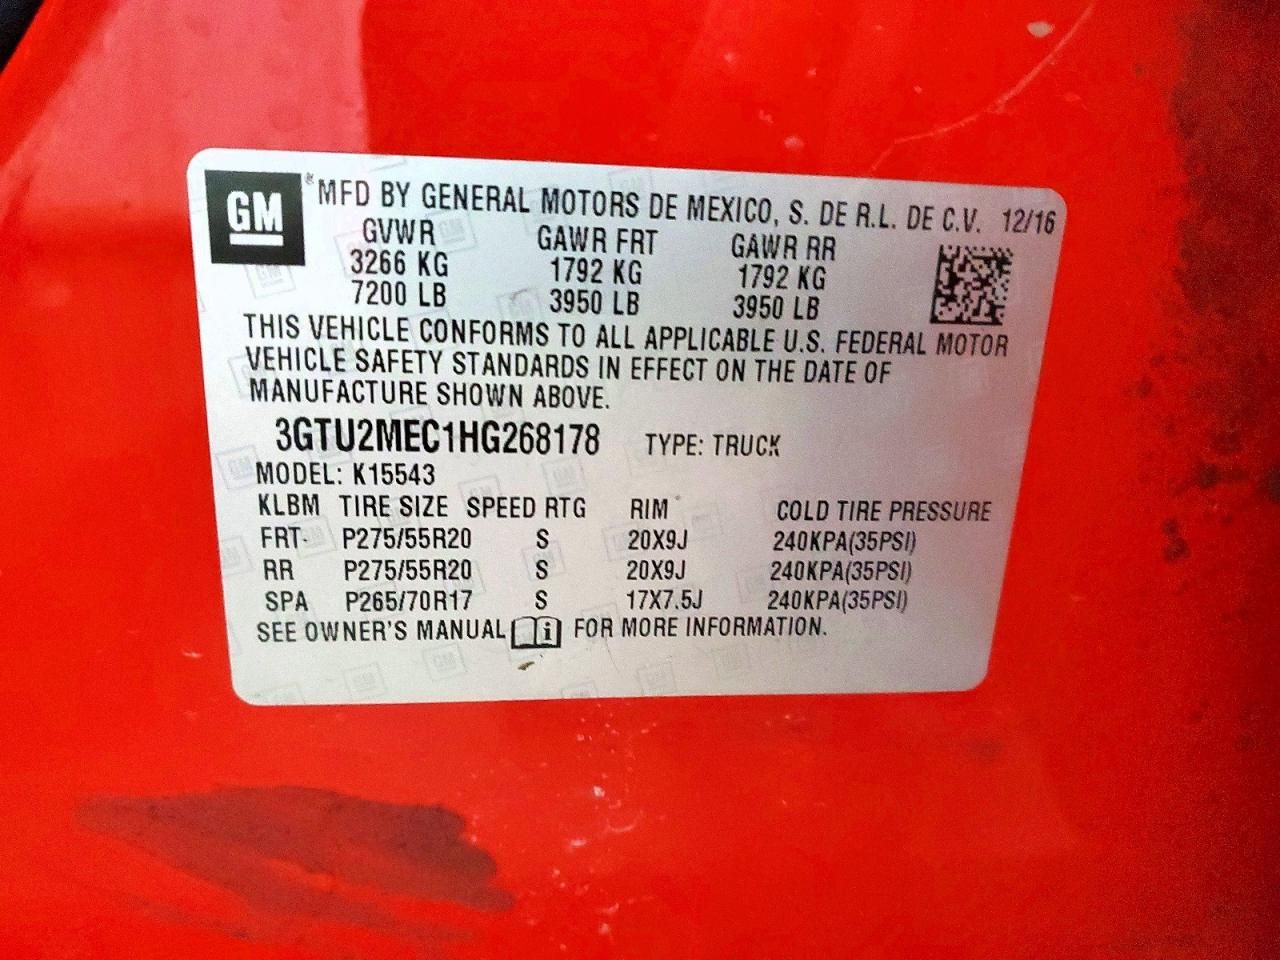 GM ® MFD BY GENERAL MOTORS DE MEXICO, S. DE R.L. DE C.V. 12/16
GVWR GAWR FRT GAWR RR
3266 KG 1792 KG 1792 KG
7200 LB 3950 LB 3950 LB
THIS VEHICLE CONFORMS TO ALL APPLICABLE U.S. FEDERAL MOTOR
VEHICLE SAFETY STANDARDS IN EFFECT ON THE DATE OF
MANUFACTURE SHOWN ABOVE.
3GTU2MEC1HG268178 TYPE: TRUCK
MODEL: K15543
KLBM TIRE SIZE SPEED RTG RIM COLD TIRE PRESSURE
FRT P275/55R20 S 20X9J 240KPA(35PSI)
RR P275/55R20 S 20X9J 240KPA(35PSI)
SPA P265/70R17 S 17X7.5J 240KPA(35PSI)
SEE OWNER'S MANUAL i FOR MORE INFORMATION.